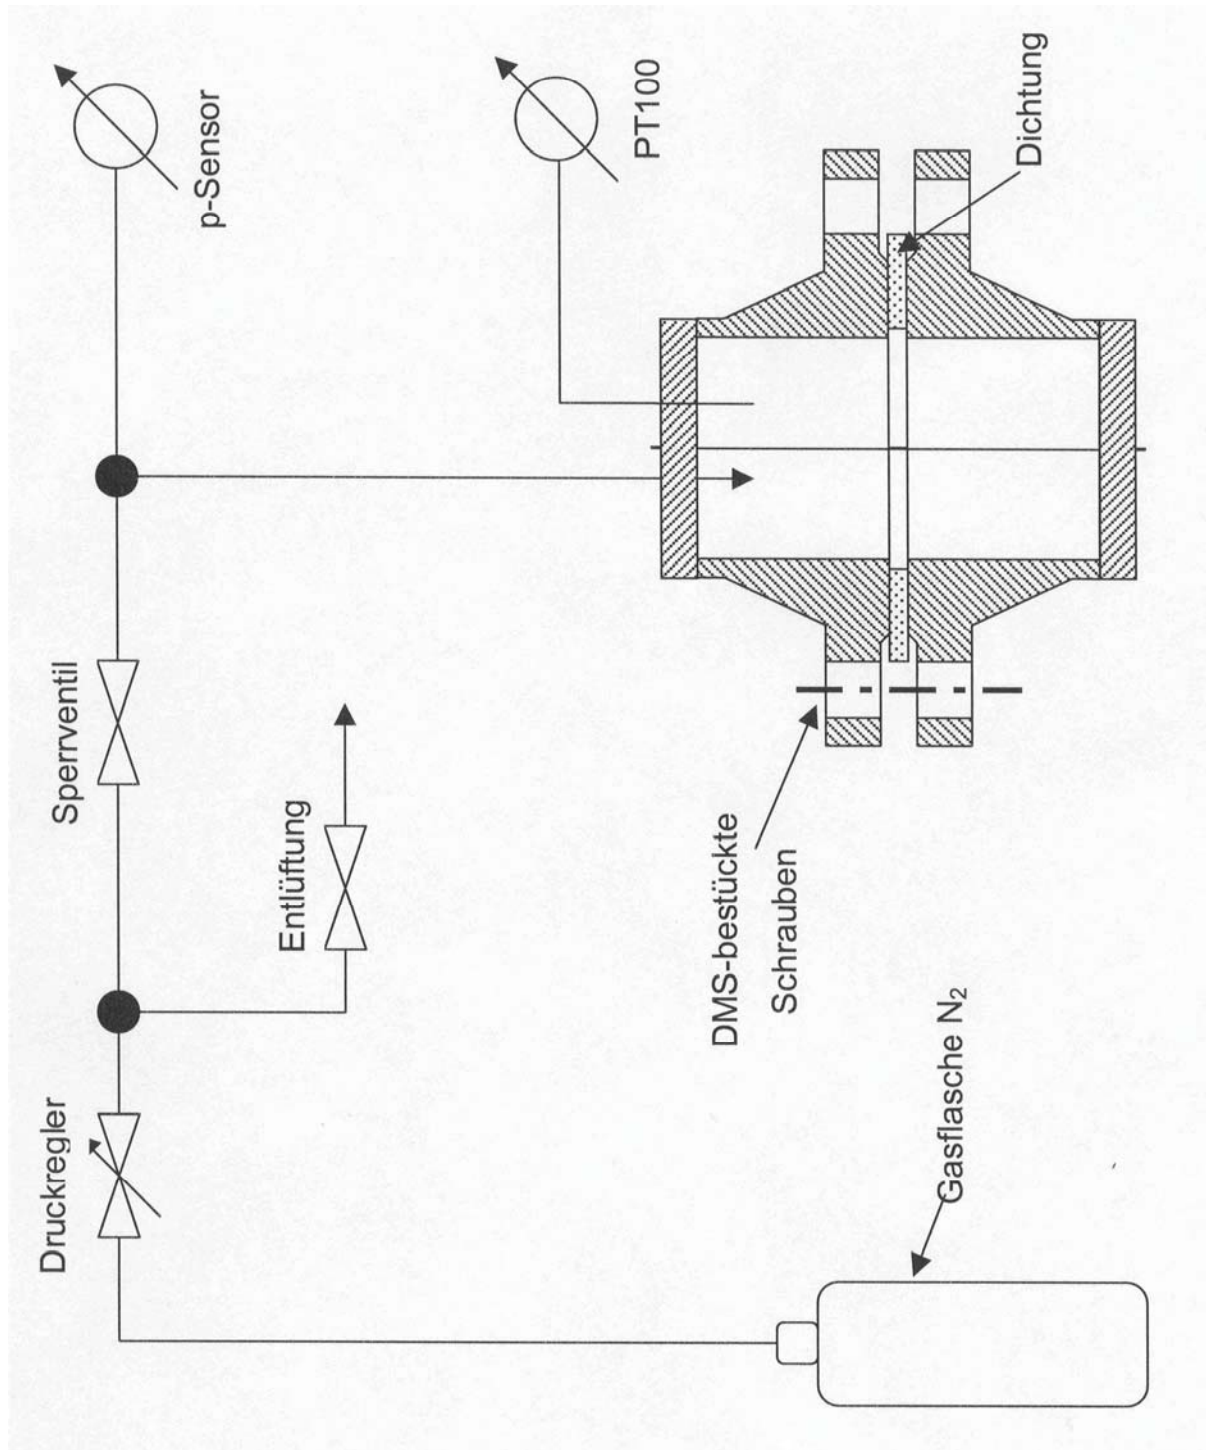 Druckregler
Sperrventil
p-Sensor
Entlüftung
PT100
DMS-bestückte
Schrauben
Gasflasche N₂
Dichtung